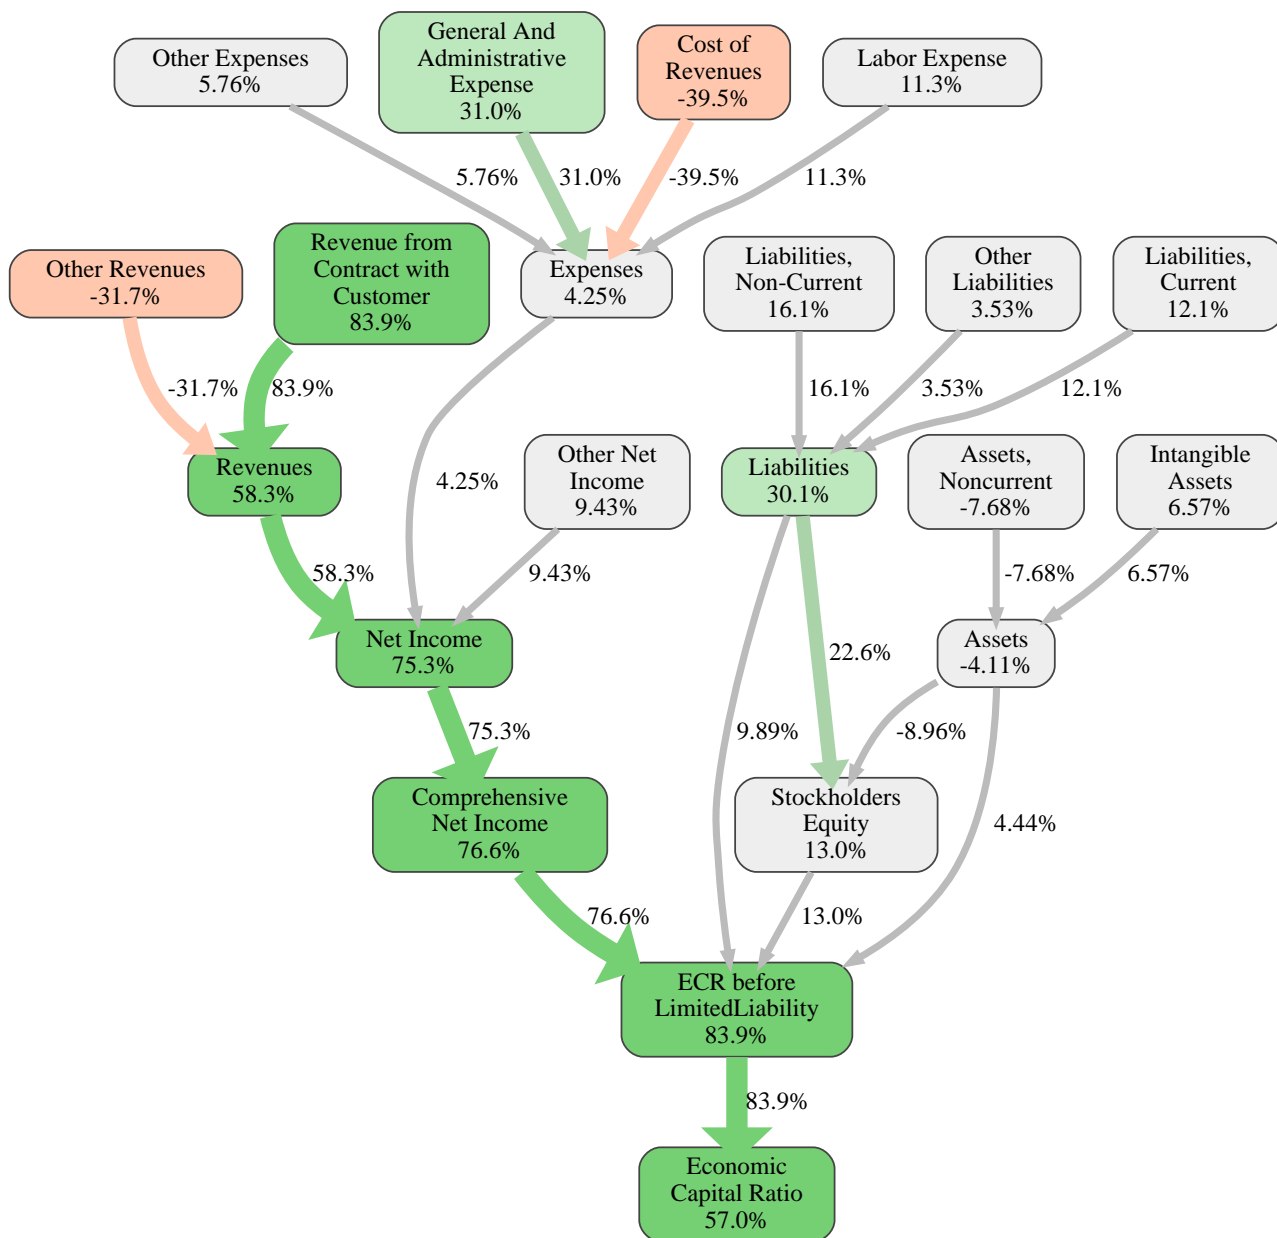 Other Expenses
5.76%
General And
Administrative
Expense
31.0%
Cost of
Revenues
-39.5%
Labor Expense
11.3%
5.76%
31.0%
-39.5%
11.3%
Other Revenues
-31.7%
Revenue from
Contract with
Customer
83.9%
Expenses
4.25%
Liabilities,
Non-Current
16.1%
Other
Liabilities
3.53%
Liabilities,
Current
12.1%
-31.7%
83.9%
16.1%
3.53%
12.1%
Revenues
58.3%
4.25%
Other Net
Income
9.43%
Liabilities
30.1%
Assets,
Noncurrent
-7.68%
Intangible
Assets
6.57%
58.3%
9.43%
-7.68%
6.57%
Net Income
75.3%
22.6%
Assets
-4.11%
75.3%
9.89%
-8.96%
Comprehensive
Net Income
76.6%
Stockholders
Equity
13.0%
4.44%
76.6%
13.0%
ECR before
LimitedLiability
83.9%
83.9%
Economic
Capital Ratio
57.0%